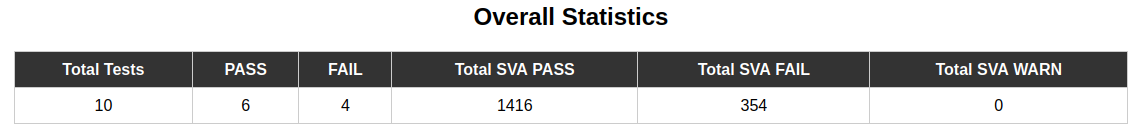 Overall Statistics
Total Tests PASS FAIL Total SVA PASS Total SVA FAIL Total SVA WARN
10 6 4 1416 354 0